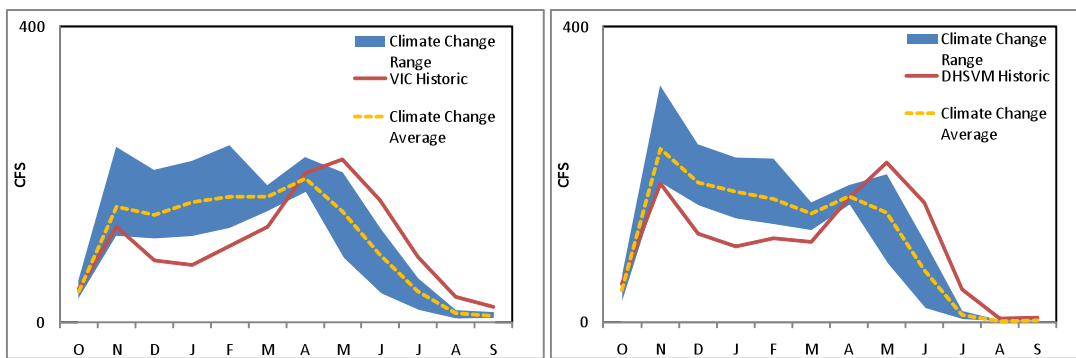 400
Climate Change
Range
VIC Historic
Climate Change
Average
CFS
0
O N D J F M A M J J A S
400
Climate Change
Range
DHSVM Historic
Climate Change
Average
CFS
0
O N D J F M A M J J A S